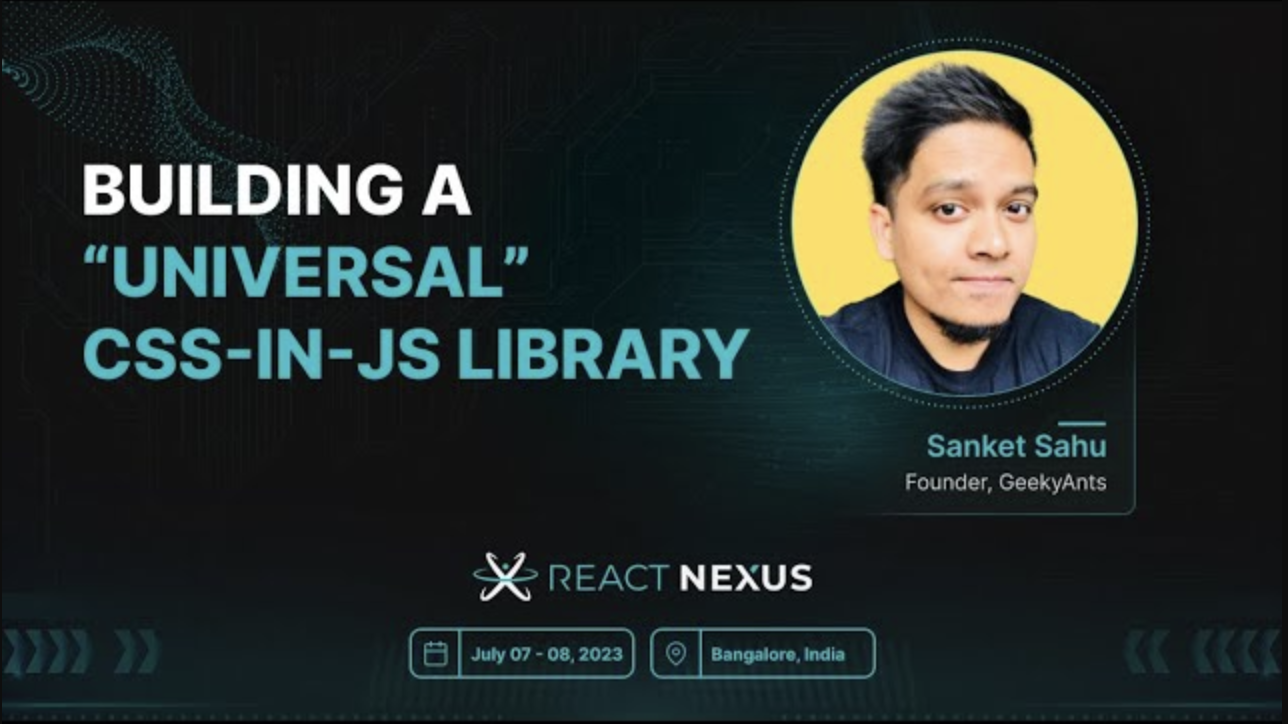 BUILDING A
“UNIVERSAL”
CSS-IN-JS LIBRARY
Sanket Sahu
Founder, GeekyAnts
REACT NEXUS
July 07 - 08, 2023
Bangalore, India